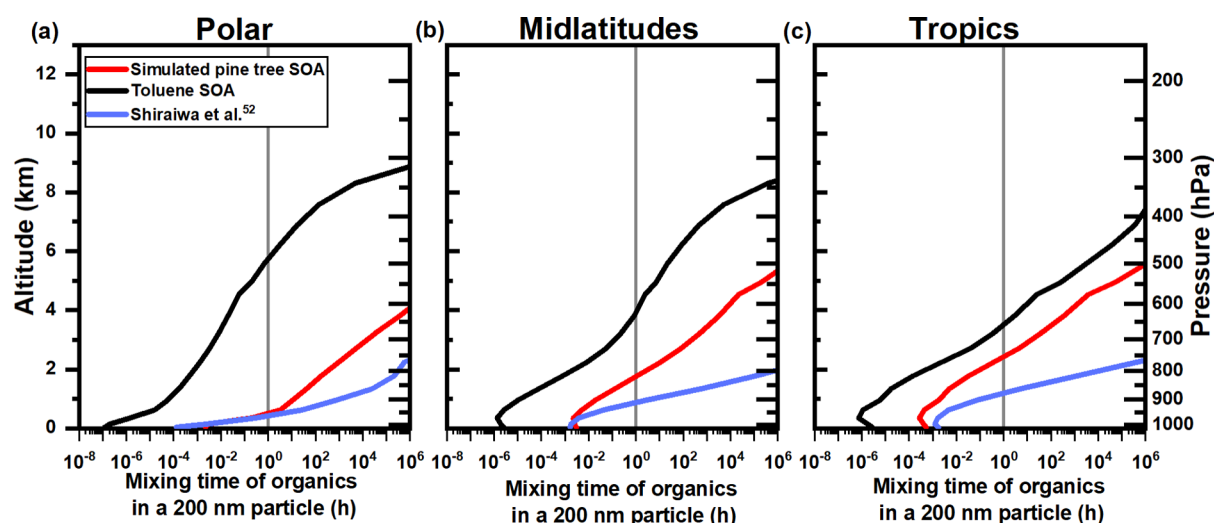 (a) Polar
(b) Midlatitudes
(c) Tropics
Simulated pine tree SOA
Toluene SOA
Shiraiwa et al.⁵²
Altitude (km)
12
10
8
6
4
2
0
Pressure (hPa)
200
300
400
500
600
700
800
900
1000
10⁻⁸ 10⁻⁶ 10⁻⁴ 10⁻² 10⁰ 10² 10⁴ 10⁶
10⁻⁸ 10⁻⁶ 10⁻⁴ 10⁻² 10⁰ 10² 10⁴ 10⁶
10⁻⁸ 10⁻⁶ 10⁻⁴ 10⁻² 10⁰ 10² 10⁴ 10⁶
Mixing time of organics
in a 200 nm particle (h)
Mixing time of organics
in a 200 nm particle (h)
Mixing time of organics
in a 200 nm particle (h)